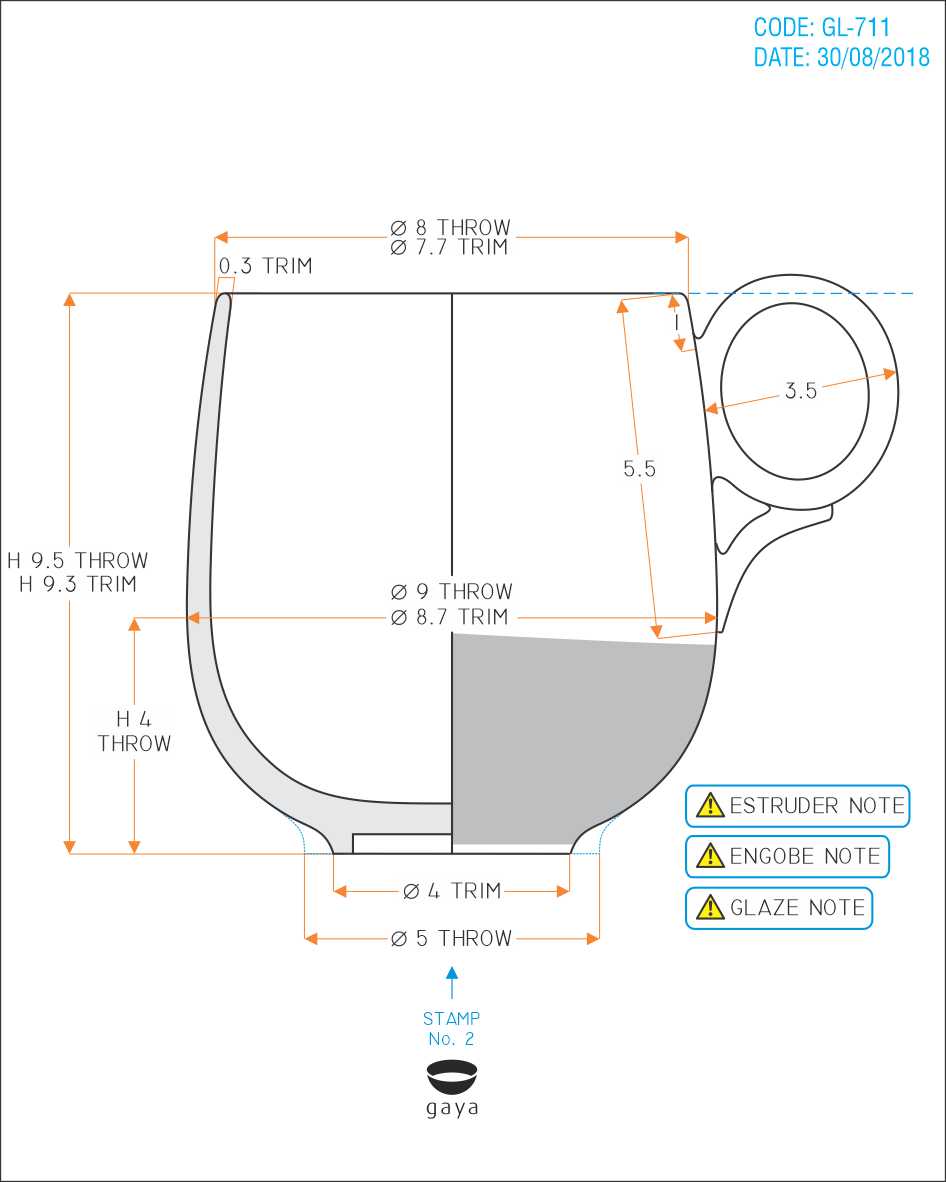 CODE: GL-711
DATE: 30/08/2018
Ø 8 THROW
Ø 7.7 TRIM
0.3 TRIM
1
3.5
5.5
H 9.5 THROW
H 9.3 TRIM
Ø 9 THROW
Ø 8.7 TRIM
H 4
THROW
ESTRUDER NOTE
ENGOBE NOTE
GLAZE NOTE
Ø 4 TRIM
Ø 5 THROW
STAMP
No. 2
gaya